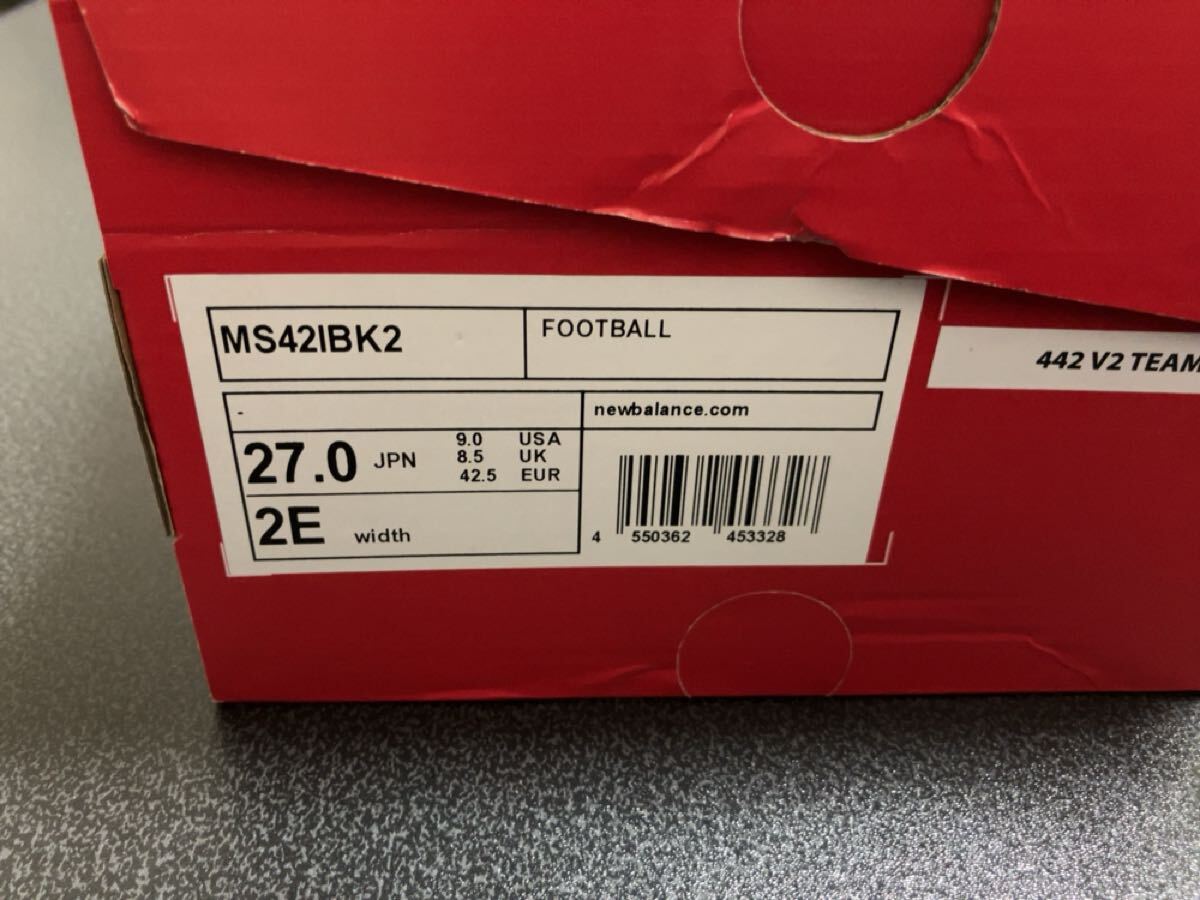 MS42IBK2
FOOTBALL
442 V2 TEAM
-
newbalance.com
27.0 JPN
9.0 USA
8.5 UK
42.5 EUR
2E width
4 550362 453328